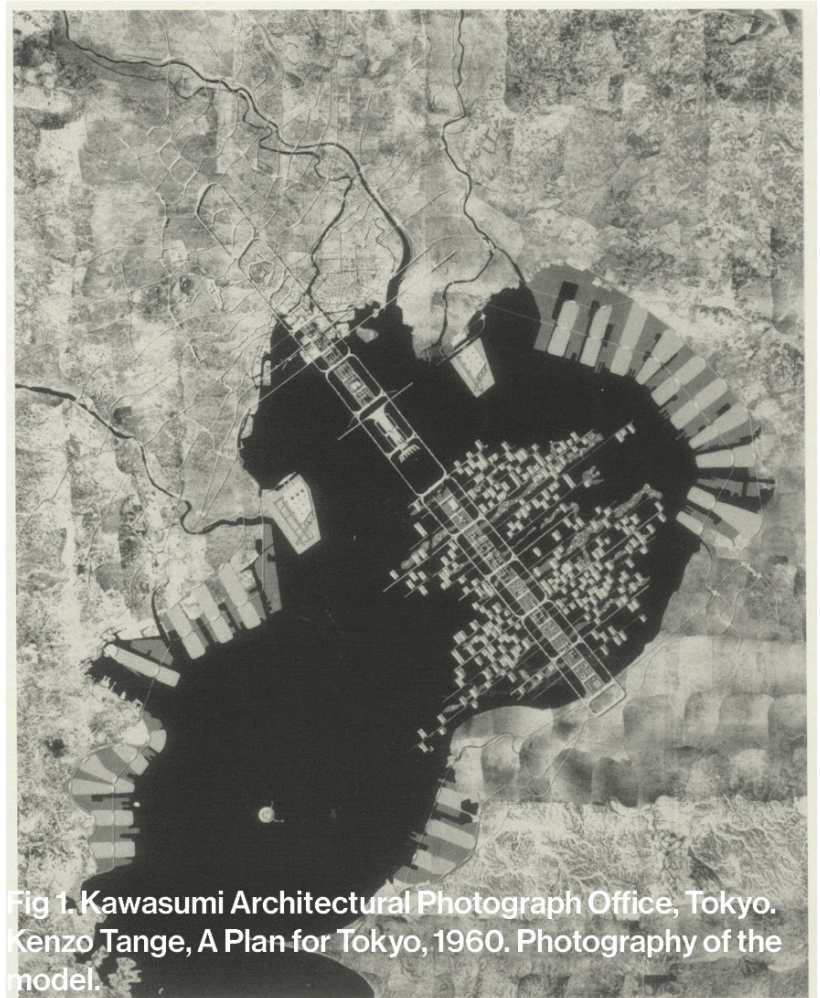 Fig 1. Kawasumi Architectural Photograph Office, Tokyo.
Kenzo Tange, A Plan for Tokyo, 1960. Photography of the
model.